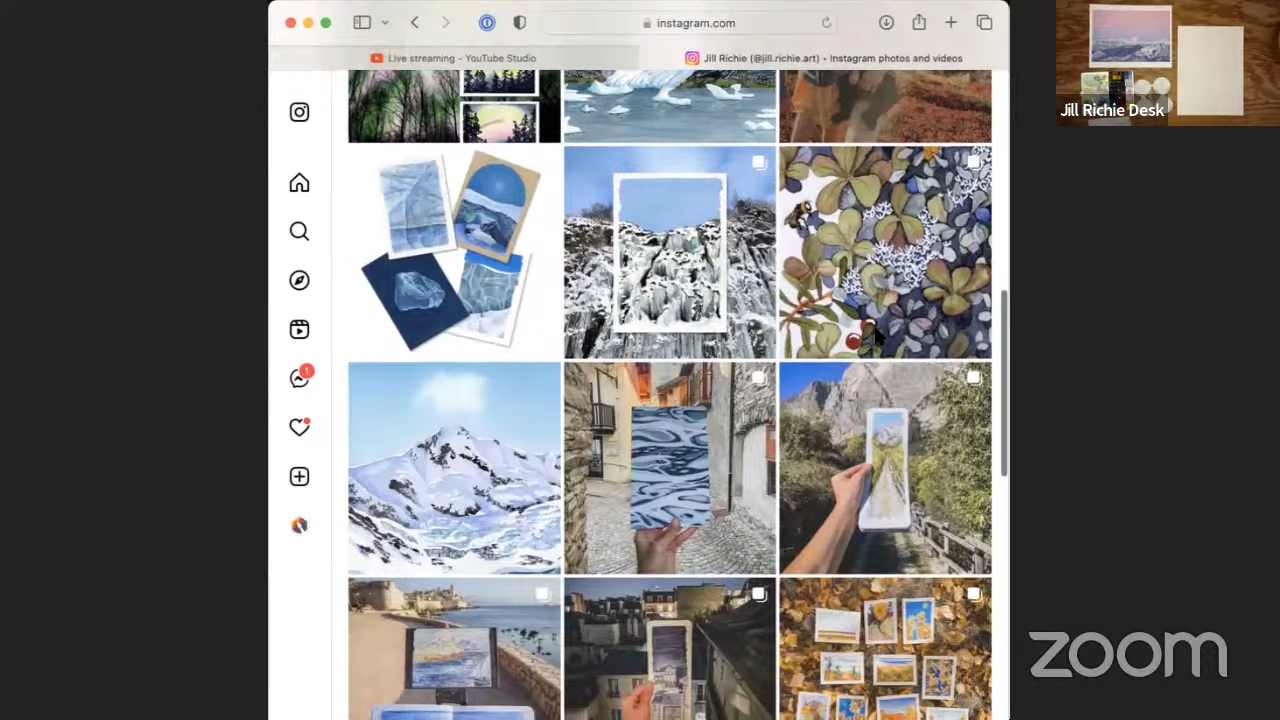 instagram.com
Live streaming - YouTube Studio
Jill Richie (@jill.richie.art) • Instagram photos and videos
Jill Richie Desk
1
zoom